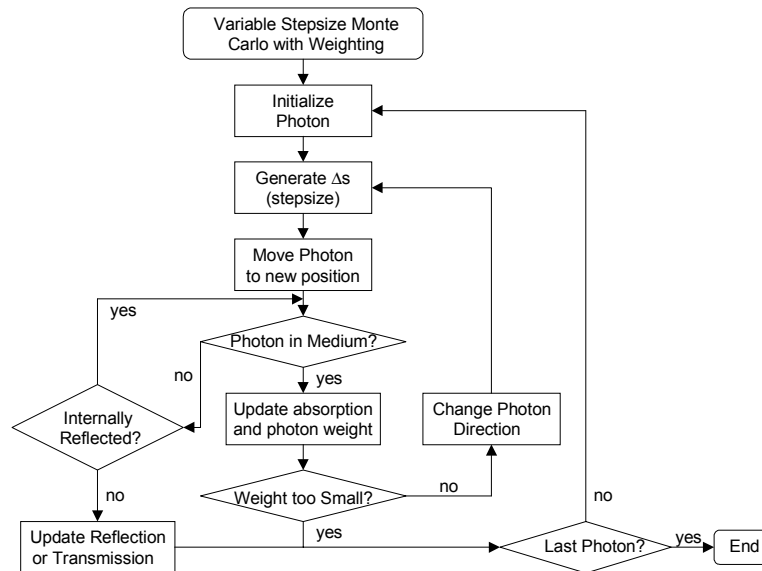 Variable Stepsize Monte
Carlo with Weighting
Initialize
Photon
Generate Δs
(stepsize)
Move Photon
to new position
yes
Photon in Medium?
no
yes
Internally
Reflected?
Update absorption
and photon weight
Change Photon
Direction
no
Weight too Small?
no
no
yes
Update Reflection
or Transmission
Last Photon?
yes
End